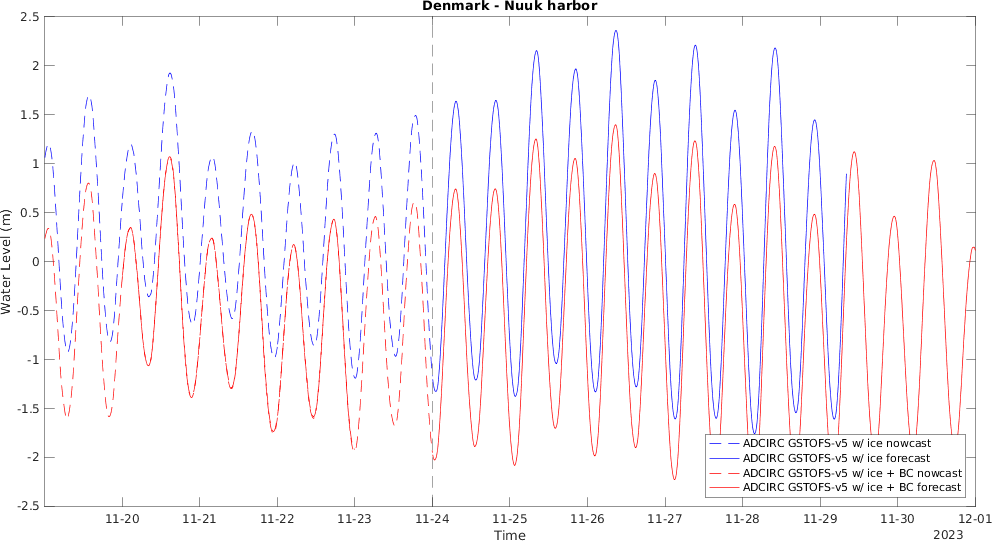 Denmark - Nuuk harbor
2.5
2
1.5
1
0.5
0
-0.5
-1
-1.5
-2
-2.5
Water Level (m)
ADCIRC GSTOFS-v5 w/ ice nowcast
ADCIRC GSTOFS-v5 w/ ice forecast
ADCIRC GSTOFS-v5 w/ ice + BC nowcast
ADCIRC GSTOFS-v5 w/ ice + BC forecast
11-20 11-21 11-22 11-23 11-24 11-25 11-26 11-27 11-28 11-29 11-30 12-01
Time
2023